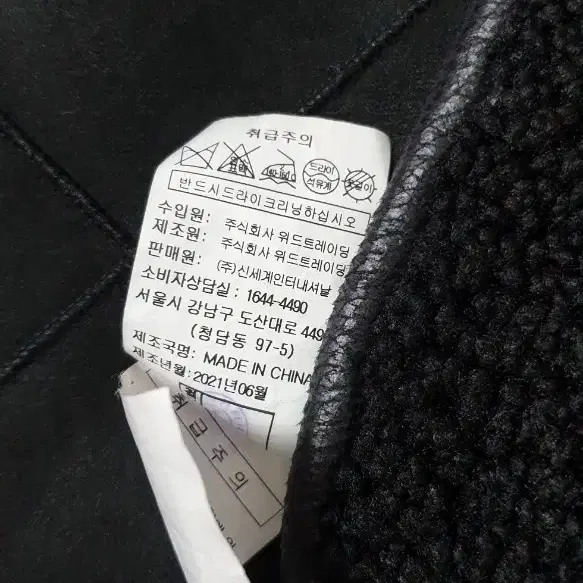 취급주의
드라이
석유계
반드시드라이크리닝하십시오
수입원: 주식회사 위드트레이딩
제조원: 주식회사 위드트레이딩
판매원: (주)신세계인터내셔날
소비자상담실 : 1644-4490
서울시 강남구 도산대로 449
(청담동 97-5)
제조국명: MADE IN CHINA
제조년월: 2021년06월
취급주의